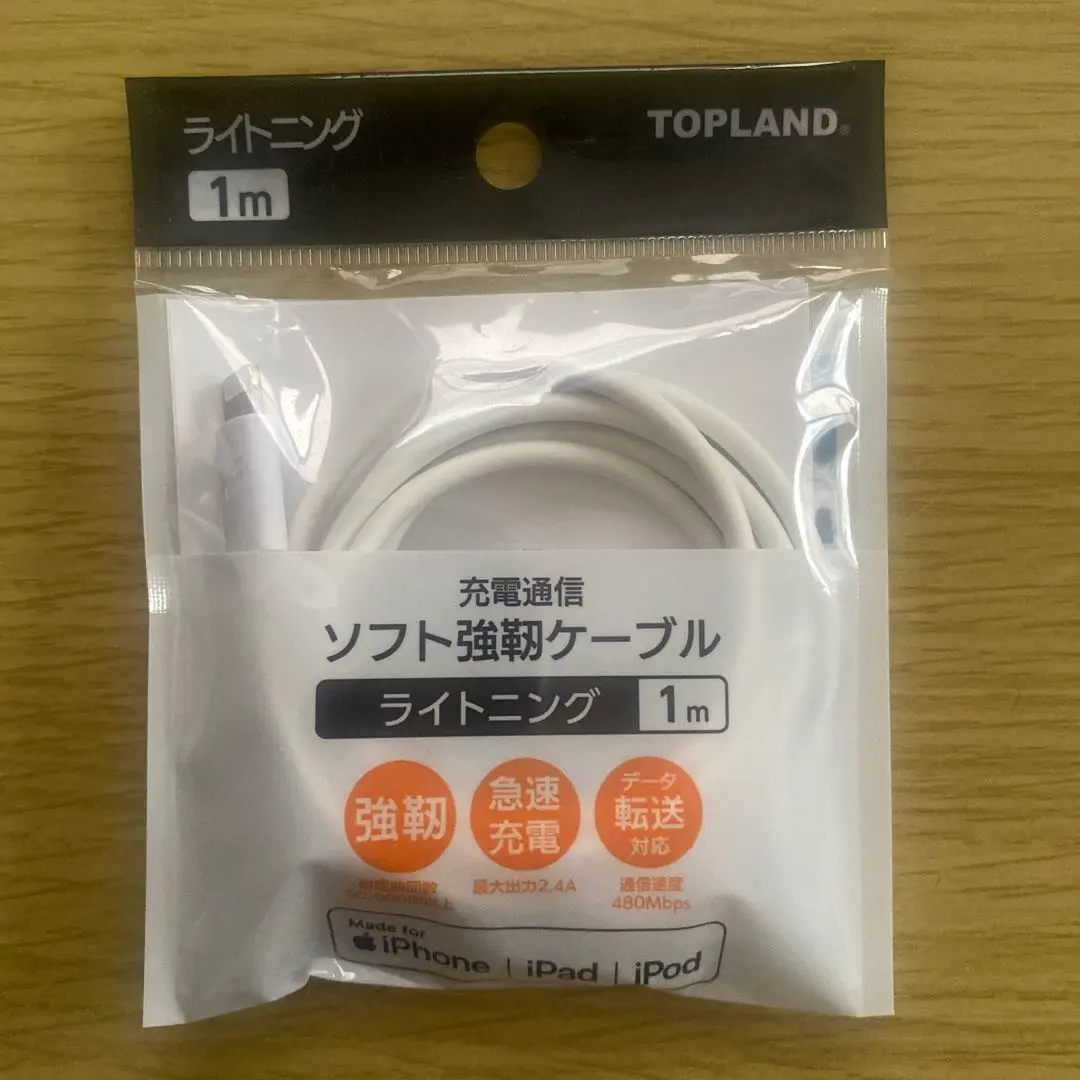 ライトニング
TOPLAND®
1m
充電通信
ソフト強靭ケーブル
ライトニング 1m
強靭
急速
充電
データ
転送
対応
最大出力2.4A
通信速度
480Mbps
Made for
iPhone | iPad | iPod